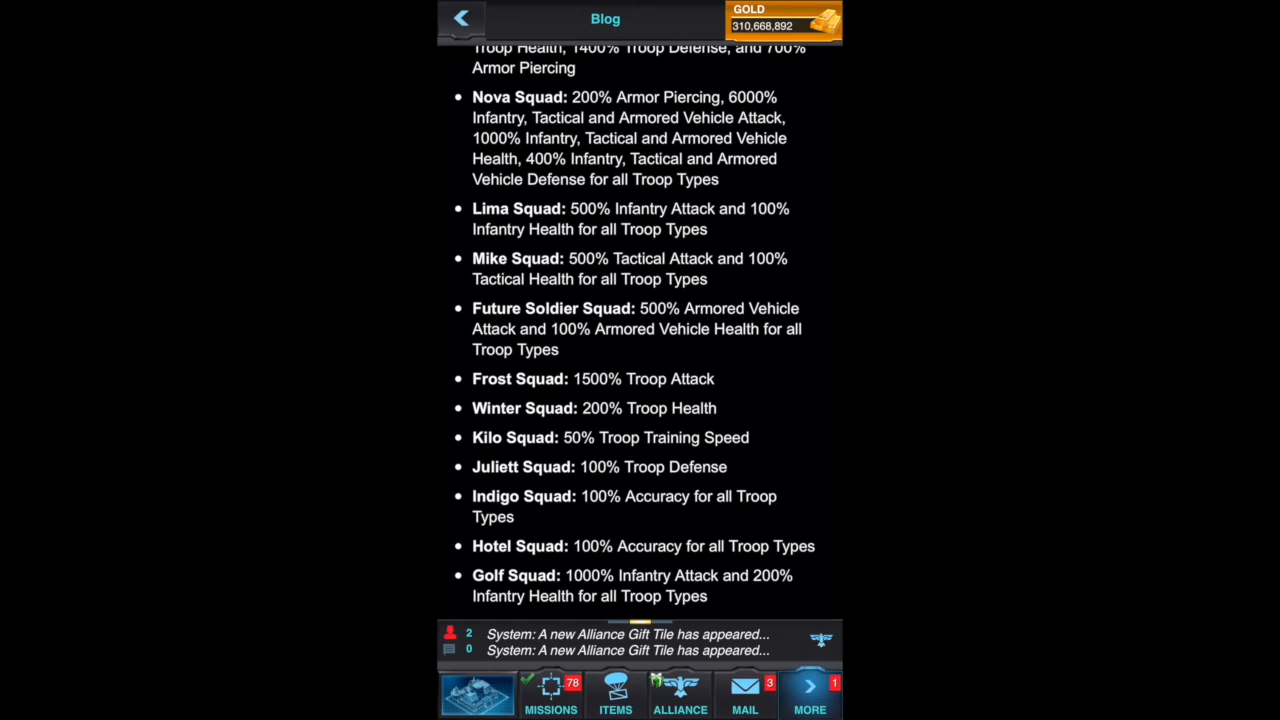 Blog
GOLD
310,668,892
Troop Health, 1400% Troop Defense, and 700%
Armor Piercing
• Nova Squad: 200% Armor Piercing, 6000%
Infantry, Tactical and Armored Vehicle Attack,
1000% Infantry, Tactical and Armored Vehicle
Health, 400% Infantry, Tactical and Armored
Vehicle Defense for all Troop Types
• Lima Squad: 500% Infantry Attack and 100%
Infantry Health for all Troop Types
• Mike Squad: 500% Tactical Attack and 100%
Tactical Health for all Troop Types
• Future Soldier Squad: 500% Armored Vehicle
Attack and 100% Armored Vehicle Health for all
Troop Types
• Frost Squad: 1500% Troop Attack
• Winter Squad: 200% Troop Health
• Kilo Squad: 50% Troop Training Speed
• Juliett Squad: 100% Troop Defense
• Indigo Squad: 100% Accuracy for all Troop
Types
• Hotel Squad: 100% Accuracy for all Troop Types
• Golf Squad: 1000% Infantry Attack and 200%
Infantry Health for all Troop Types
2 System: A new Alliance Gift Tile has appeared...
0 System: A new Alliance Gift Tile has appeared...
78 3 1
MISSIONS ITEMS ALLIANCE MAIL MORE